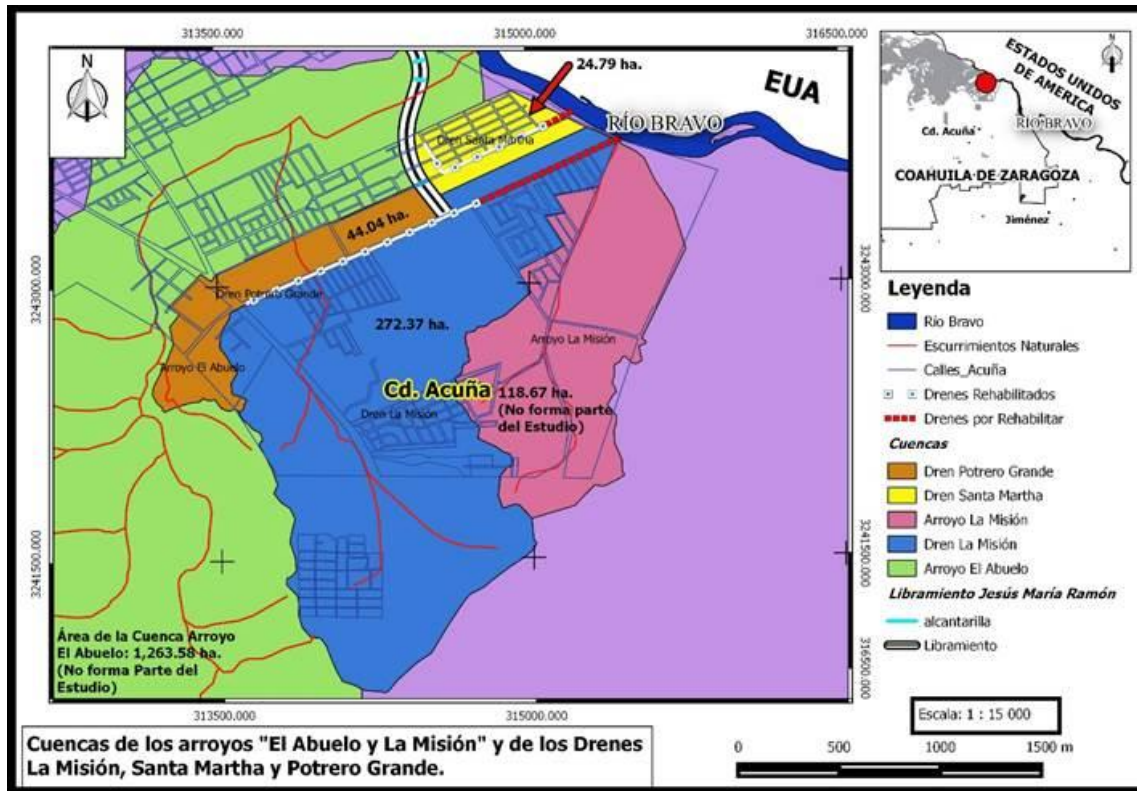 313500.000
315000.000
316500.000
N
24.79 ha.
EUA
RÍO BRAVO
Dren Santa Martha
44.04 ha.
3243000.000
3243000.000
Dren Potrero Grande
272.37 ha.
Arroyo La Misión
Arroyo El Abuelo
Cd. Acuña
118.67 ha.
(No forma parte
del Estudio)
Dren La Misión
3241500.000
3241500.000
316500.000
Área de la Cuenca Arroyo
El Abuelo: 1,263.58 ha.
(No forma Parte del
Estudio)
313500.000
315000.000
N
ESTADOS UNIDOS
DE AMERICA
RÍO BRAVO
Cd. Acuña
COAHUILA DE ZARAGOZA
Jiménez
Leyenda
Río Bravo
Escurrimientos Naturales
Calles_Acuña
Drenes Rehabilitados
Drenes por Rehabilitar
Cuencas
Dren Potrero Grande
Dren Santa Martha
Arroyo La Misión
Dren La Misión
Arroyo El Abuelo
Libramiento Jesús María Ramón
alcantarilla
Libramiento
Escala: 1 : 15 000
0 500 1000 1500 m
Cuencas de los arroyos "El Abuelo y La Misión" y de los Drenes
La Misión, Santa Martha y Potrero Grande.